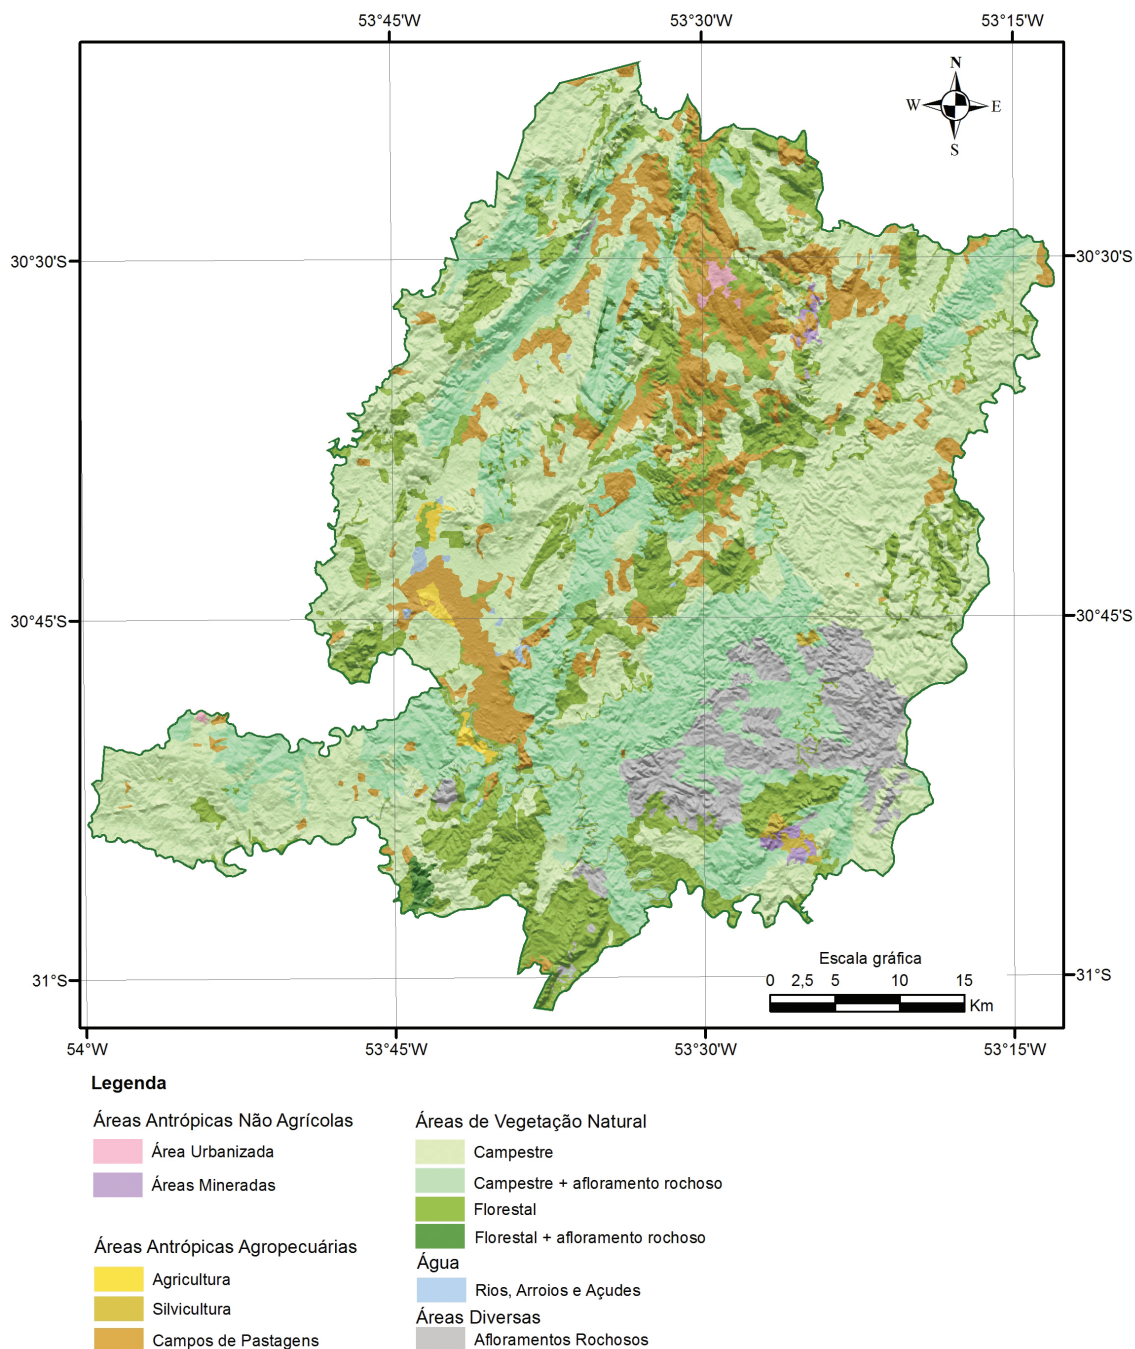 53°45'W 53°30'W 53°15'W
N
W E
S
30°30'S 30°30'S
30°45'S 30°45'S
Escala gráfica
0 2,5 5 10 15
Km
31°S 31°S
54°W 53°45'W 53°30'W 53°15'W
Legenda
Áreas Antrópicas Não Agrícolas
Área Urbanizada
Áreas Mineradas
Áreas Antrópicas Agropecuárias
Agricultura
Silvicultura
Campos de Pastagens
Áreas de Vegetação Natural
Campestre
Campestre + afloramento rochoso
Florestal
Florestal + afloramento rochoso
Água
Rios, Arroios e Açudes
Áreas Diversas
Afloramentos Rochosos